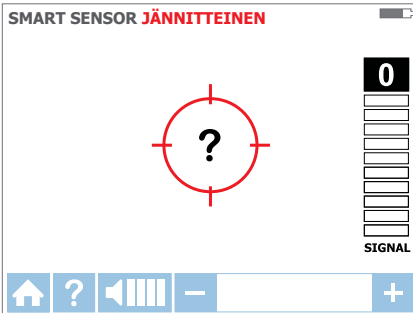 SMART SENSOR JÄNNITTEINEN
0
?
SIGNAL
? − +